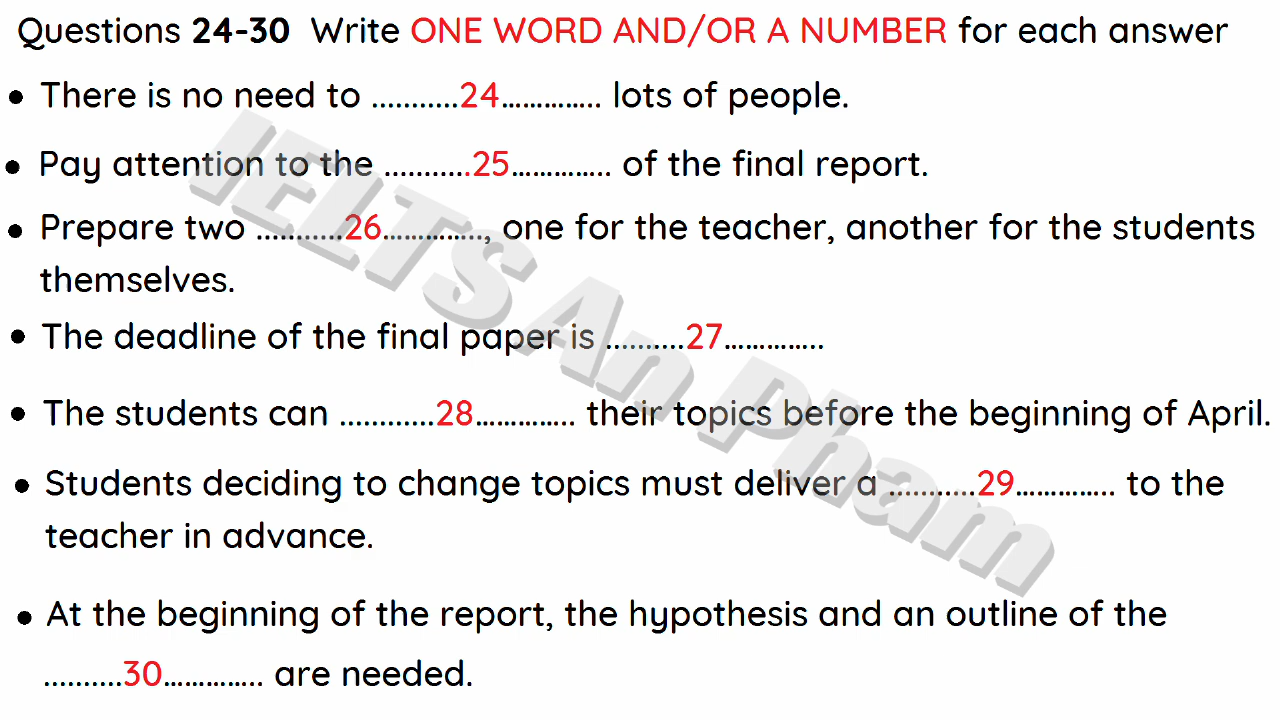 Questions 24-30 Write ONE WORD AND/OR A NUMBER for each answer
• There is no need to ...........24………….. lots of people.
• Pay attention to the ...........25………….. of the final report.
• Prepare two ...........26………….., one for the teacher, another for the students
themselves.
• The deadline of the final paper is ..........27…………..
• The students can ............28………….. their topics before the beginning of April.
• Students deciding to change topics must deliver a ...........29………….. to the
teacher in advance.
• At the beginning of the report, the hypothesis and an outline of the
..........30………….. are needed.
IELTS An Pham